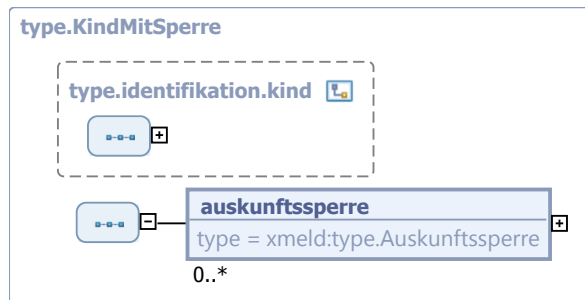 type.KindMitSperre
type.identifikation.kind
auskunftssperre
type = xmeld:type.Auskunftssperre
0..*